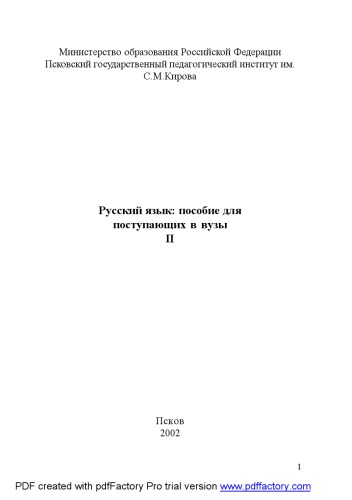 Министерство образования Российской Федерации
Псковский государственный педагогический институт им.
С.М.Кирова
Русский язык: пособие для
поступающих в вузы
II
Псков
2002
1
PDF created with pdfFactory Pro trial version www.pdffactory.com